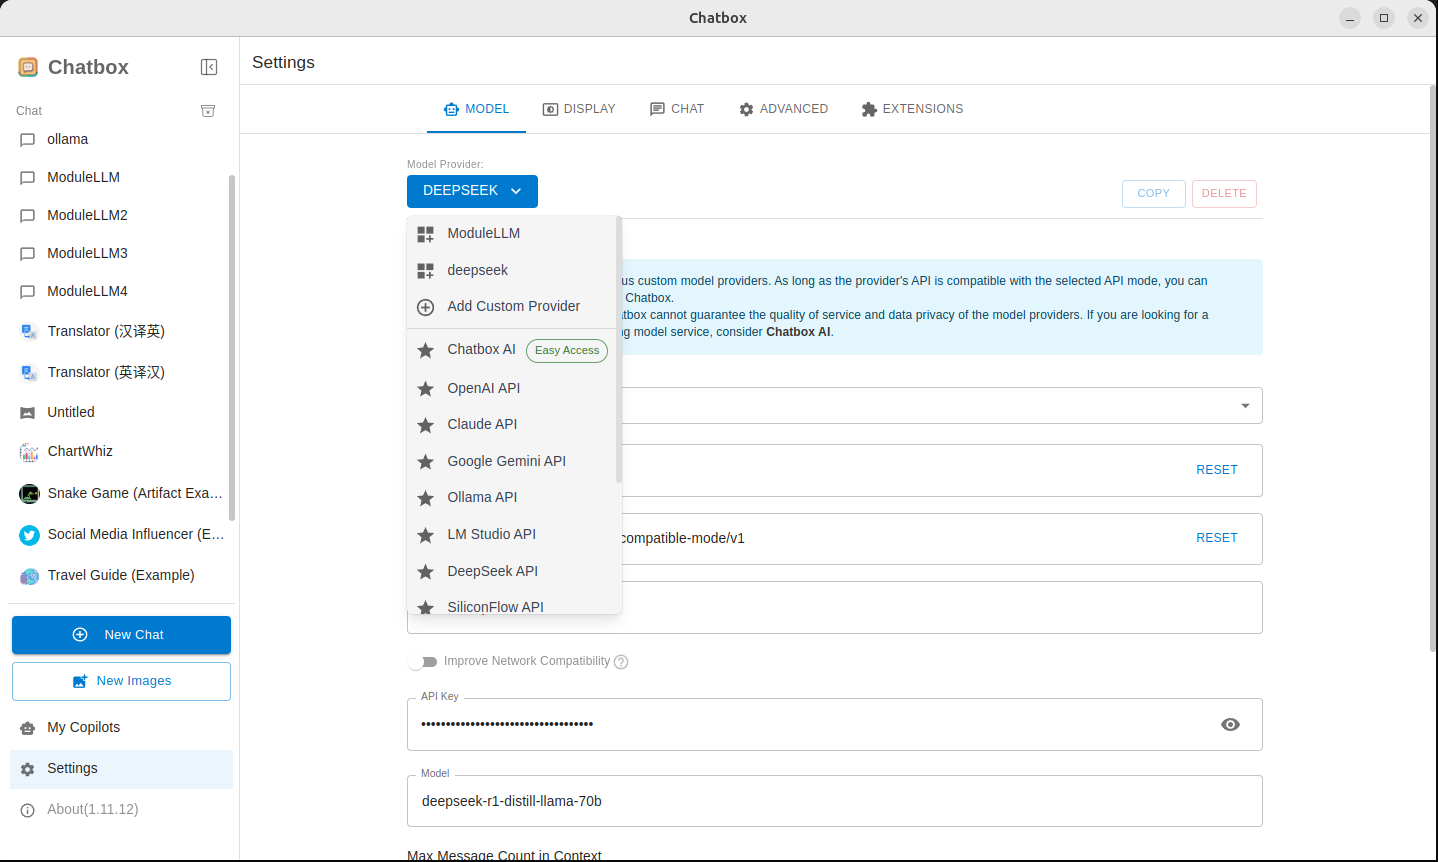 Chatbox
Chatbox
Settings
Chat
ollama
ModuleLLM
ModuleLLM2
ModuleLLM3
ModuleLLM4
Translator (汉译英)
Translator (英译汉)
Untitled
ChartWhiz
Snake Game (Artifact Exa…
Social Media Influencer (E…
Travel Guide (Example)
New Chat
New Images
My Copilots
Settings
About(1.11.12)
MODEL
DISPLAY
CHAT
ADVANCED
EXTENSIONS
Model Provider:
DEEPSEEK
COPY
DELETE
ModuleLLM
deepseek
Add Custom Provider
Chatbox AI
Easy Access
OpenAI API
Claude API
Google Gemini API
Ollama API
LM Studio API
DeepSeek API
SiliconFlow API
us custom model providers. As long as the provider's API is compatible with the selected API mode, you can
Chatbox.
cannot guarantee the quality of service and data privacy of the model providers. If you are looking for a
model service, consider Chatbox AI.
RESET
compatible-mode/v1
RESET
Improve Network Compatibility
API Key
••••••••••••••••••••••••••••••••••••
Model
deepseek-r1-distill-llama-70b
Max Message Count in Context